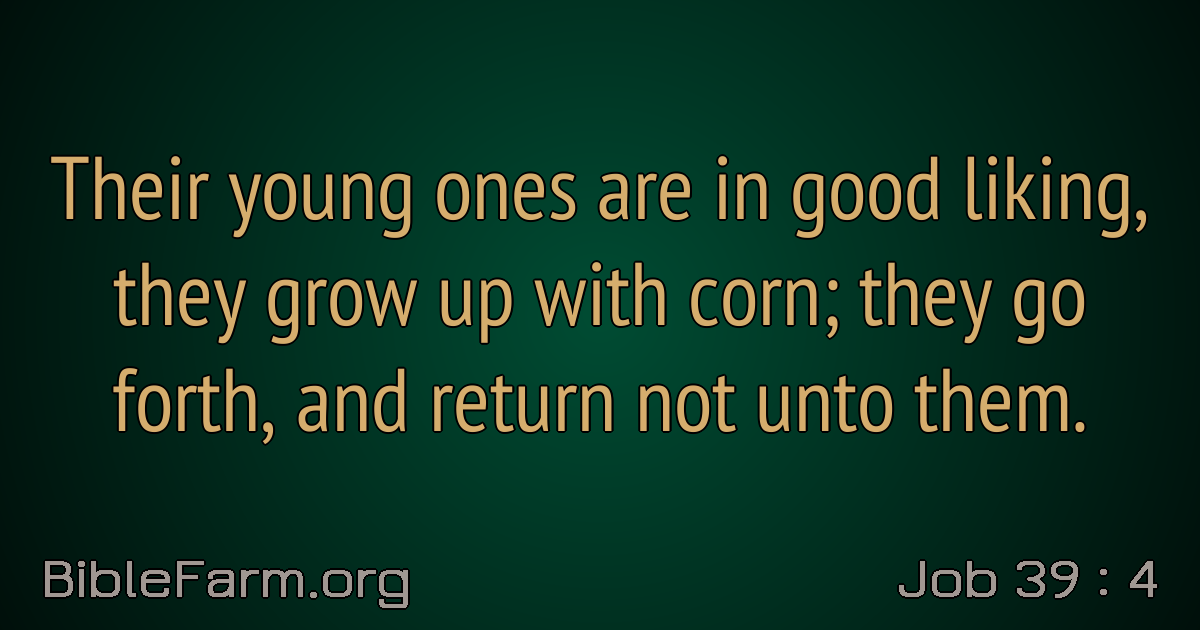 Their young ones are in good liking,
they grow up with corn; they go
forth, and return not unto them.
BibleFarm.org
Job 39 : 4